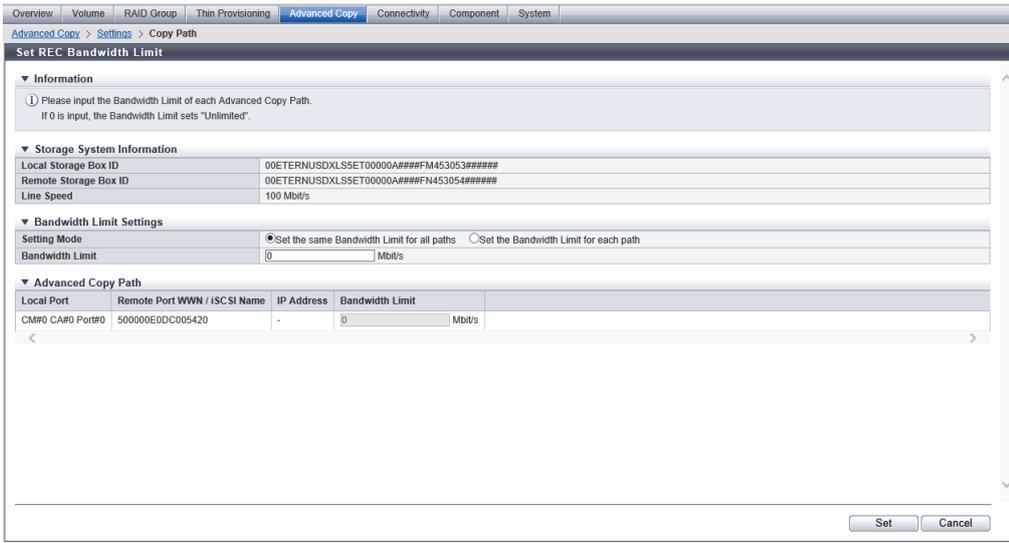 Overview Volume RAID Group Thin Provisioning Advanced Copy Connectivity Component System
Advanced Copy > Settings > Copy Path
Set REC Bandwidth Limit
Information
Please input the Bandwidth Limit of each Advanced Copy Path.
If 0 is input, the Bandwidth Limit sets "Unlimited".
Storage System Information
Local Storage Box ID 00ETERNUSDXLS5ET00000A####FM453053######
Remote Storage Box ID 00ETERNUSDXLS5ET00000A####FN453054######
Line Speed 100 Mbit/s
Bandwidth Limit Settings
Setting Mode Set the same Bandwidth Limit for all paths Set the Bandwidth Limit for each path
Bandwidth Limit 0 Mbit/s
Advanced Copy Path
Local Port Remote Port WWN / iSCSI Name IP Address Bandwidth Limit
CM#0 CA#0 Port#0 500000E0DC005420 - 0 Mbit/s
Set Cancel